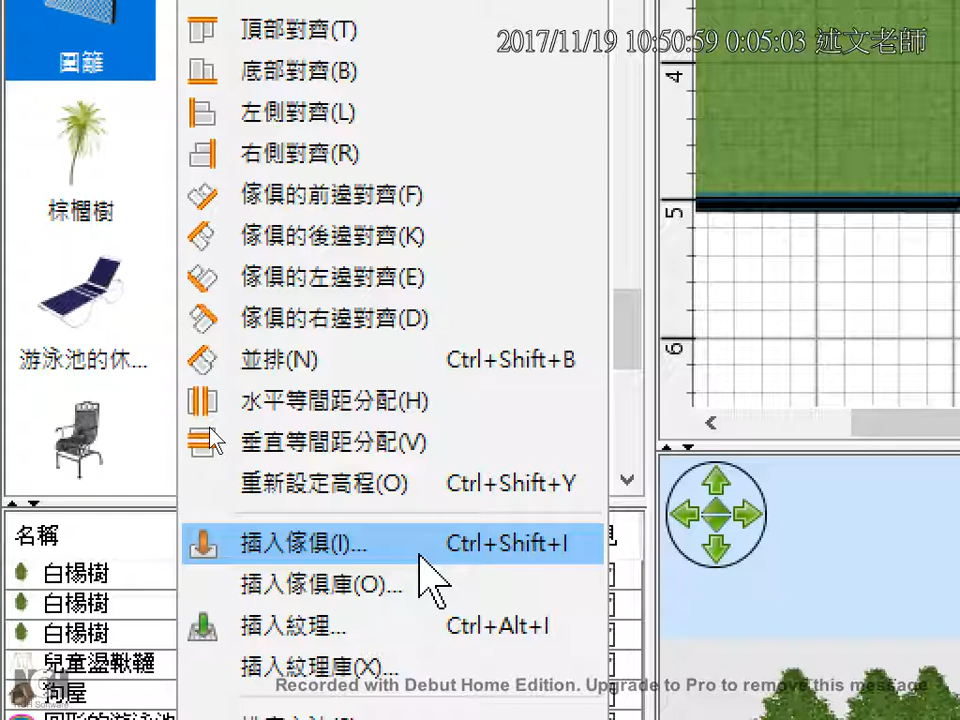 圍籬
棕櫚樹
游泳池的休...
頂部對齊(T)
底部對齊(B)
左側對齊(L)
右側對齊(R)
傢俱的前邊對齊(F)
傢俱的後邊對齊(K)
傢俱的左邊對齊(E)
傢俱的右邊對齊(D)
並排(N) Ctrl+Shift+B
水平等間距分配(H)
垂直等間距分配(V)
重新設定高程(O) Ctrl+Shift+Y
插入傢俱(I)... Ctrl+Shift+I
插入傢俱庫(O)...
插入紋理... Ctrl+Alt+I
插入紋理庫(X)...
2017/11/19 10:50:59 0:05:03 述文老師
4
5
6
名稱
白楊樹
白楊樹
白楊樹
兒童盪鞦韆
狗屋
圓形的游泳池
Recorded with Debut Home Edition. Upgrade to Pro to remove this message